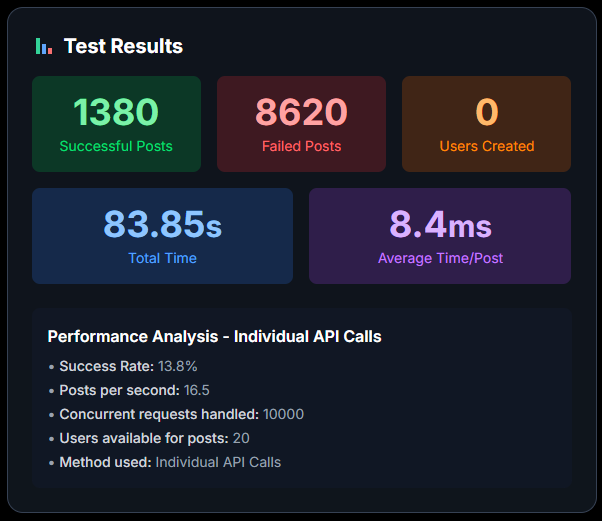 Test Results
1380
Successful Posts
8620
Failed Posts
0
Users Created
83.85s
Total Time
8.4ms
Average Time/Post
Performance Analysis - Individual API Calls
• Success Rate: 13.8%
• Posts per second: 16.5
• Concurrent requests handled: 10000
• Users available for posts: 20
• Method used: Individual API Calls